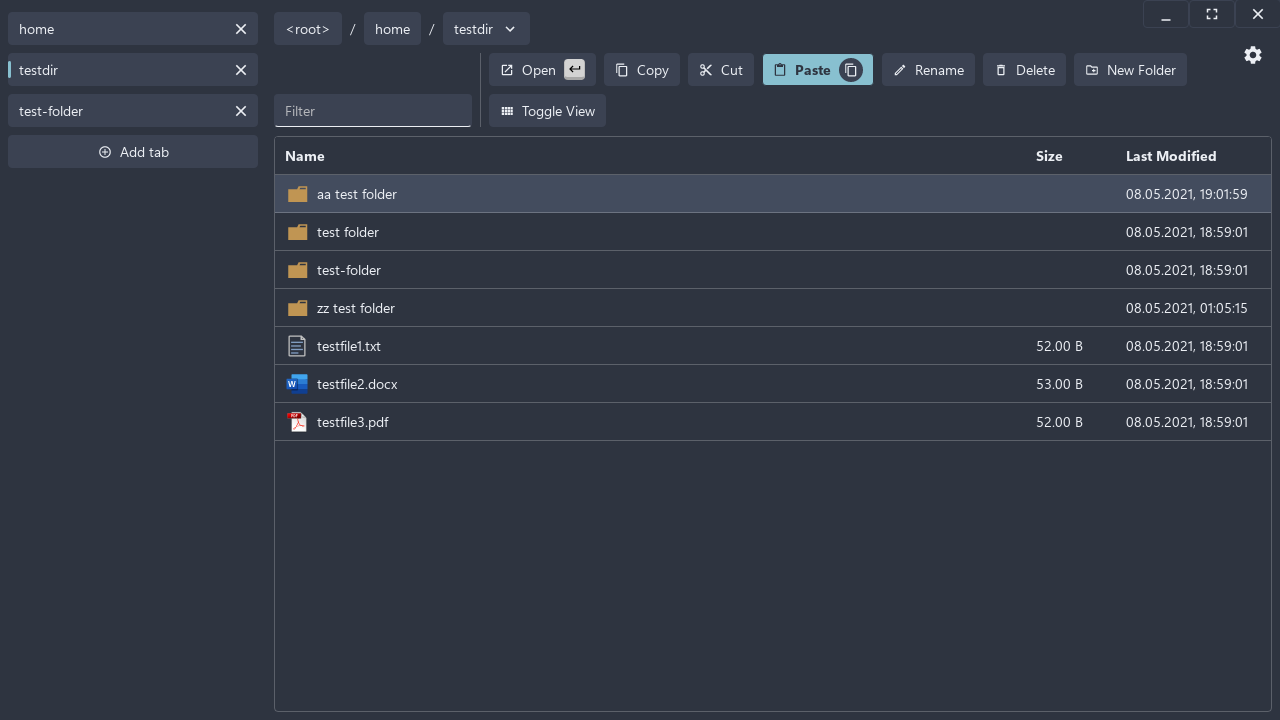 home
testdir
test-folder
Add tab
<root> / home / testdir
Open Copy Cut Paste Rename Delete New Folder
Filter Toggle View
Name Size Last Modified
aa test folder 08.05.2021, 19:01:59
test folder 08.05.2021, 18:59:01
test-folder 08.05.2021, 18:59:01
zz test folder 08.05.2021, 01:05:15
testfile1.txt 52.00 B 08.05.2021, 18:59:01
W testfile2.docx 53.00 B 08.05.2021, 18:59:01
PDF testfile3.pdf 52.00 B 08.05.2021, 18:59:01